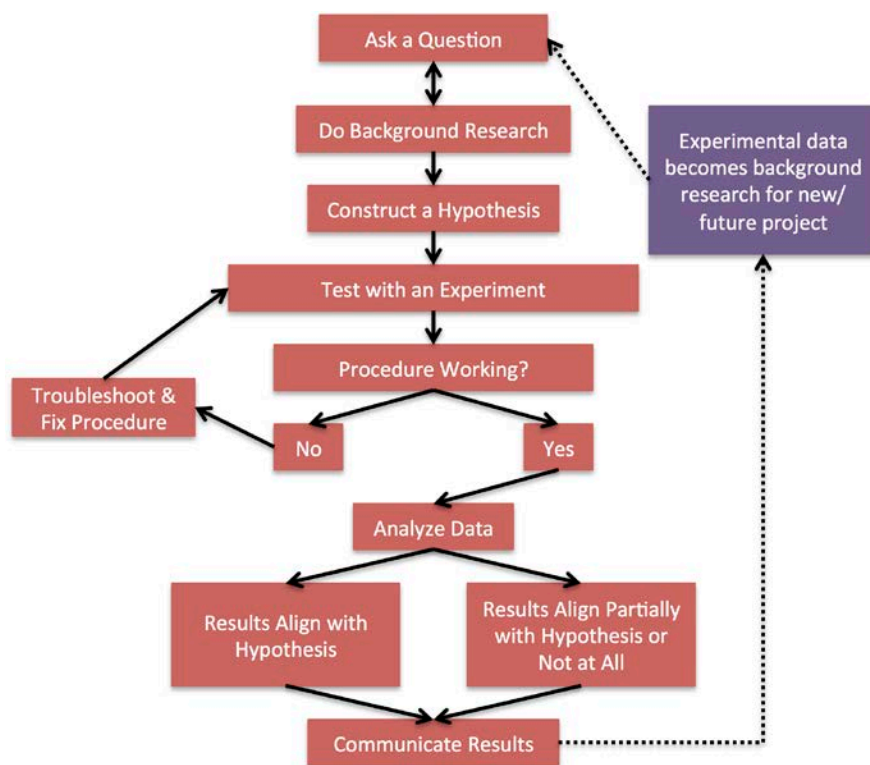 Ask a Question
Do Background Research
Experimental data
becomes background
research for new/
future project
Construct a Hypothesis
Test with an Experiment
Procedure Working?
Troubleshoot &
Fix Procedure
No
Yes
Analyze Data
Results Align with
Hypothesis
Results Align Partially
with Hypothesis or
Not at All
Communicate Results